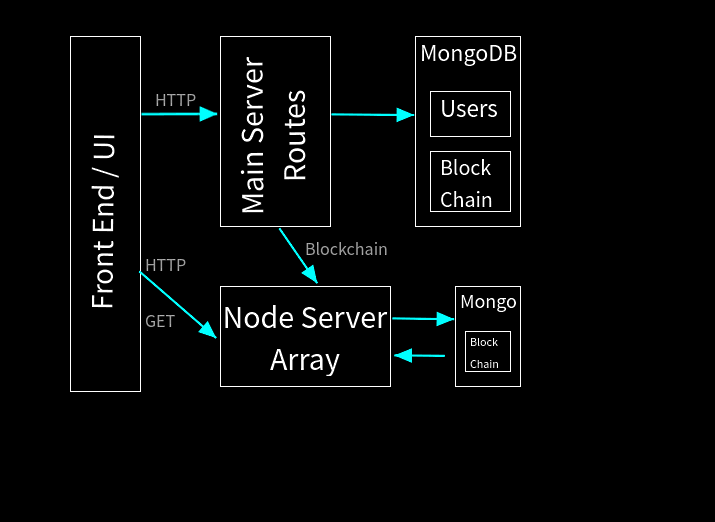 Front End / UI
HTTP
Main Server
Routes
MongoDB
Users
Block
Chain
Blockchain
HTTP
GET
Node Server
Array
Mongo
Block
Chain